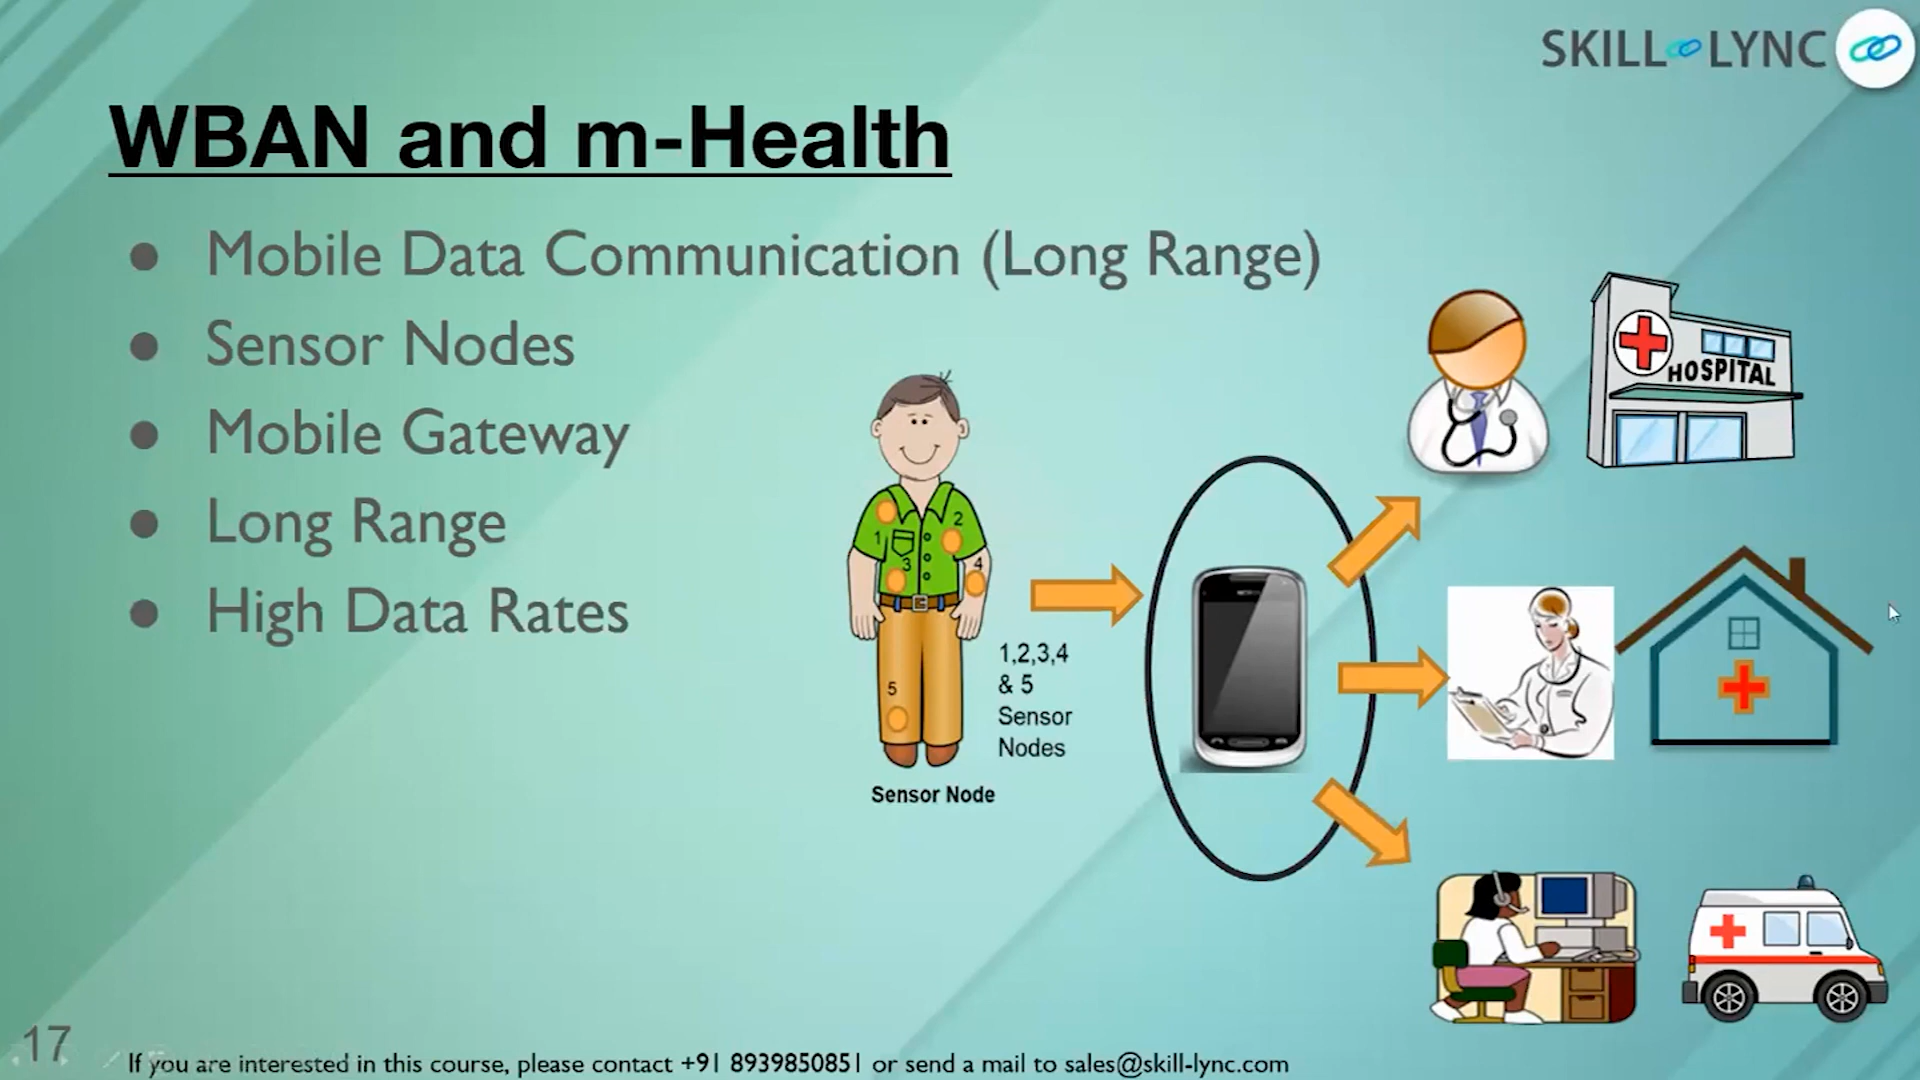 SKILL LYNC
WBAN and m-Health
● Mobile Data Communication (Long Range)
● Sensor Nodes
● Mobile Gateway
● Long Range
● High Data Rates
HOSPITAL
1
2
3
4
5
1,2,3,4
& 5
Sensor
Nodes
Sensor Node
17
If you are interested in this course, please contact +91 8939850851 or send a mail to sales@skill-lync.com